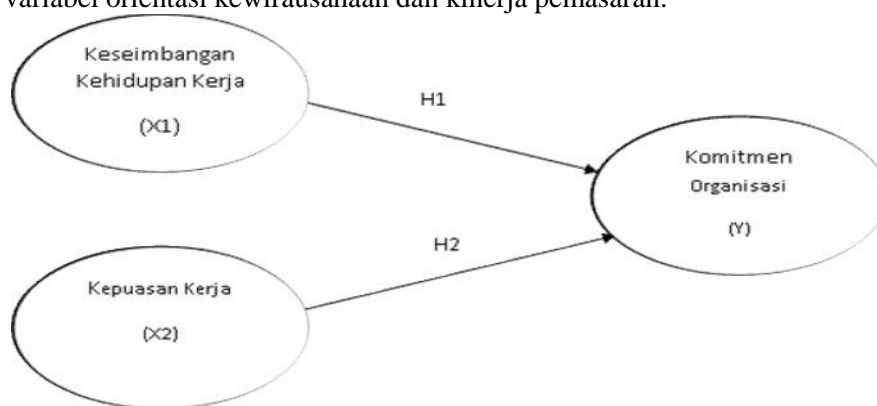 variabel orientasi kewirausahaan dan kinerja pemasaran.
Keseimbangan
Kehidupan Kerja
(X1)
H1
Komitmen
Organisasi
(Y)
H2
Kepuasan Kerja
(X2)